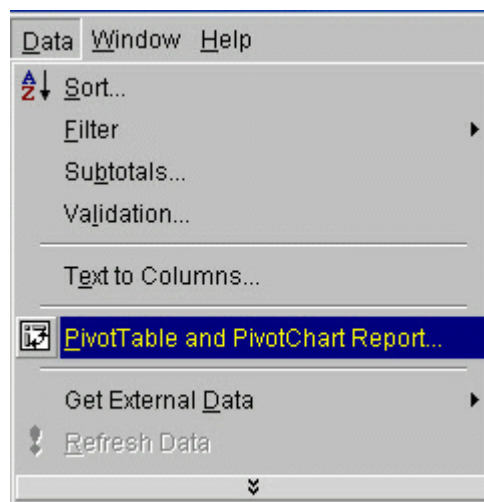 Data Window Help
Sort...
Filter
Subtotals...
Validation...
Text to Columns...
PivotTable and PivotChart Report...
Get External Data
Refresh Data